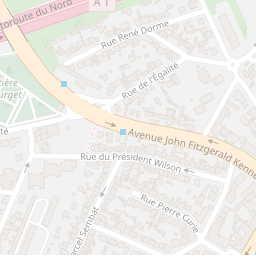 toroute du Nord
A 1
Rue René Dorme
Rue de l'Égalité
ière
urget
té
Avenue John Fitzgerald Kenne
Rue du Président Wilson
Rue Pierre Curie
arcel Sembat